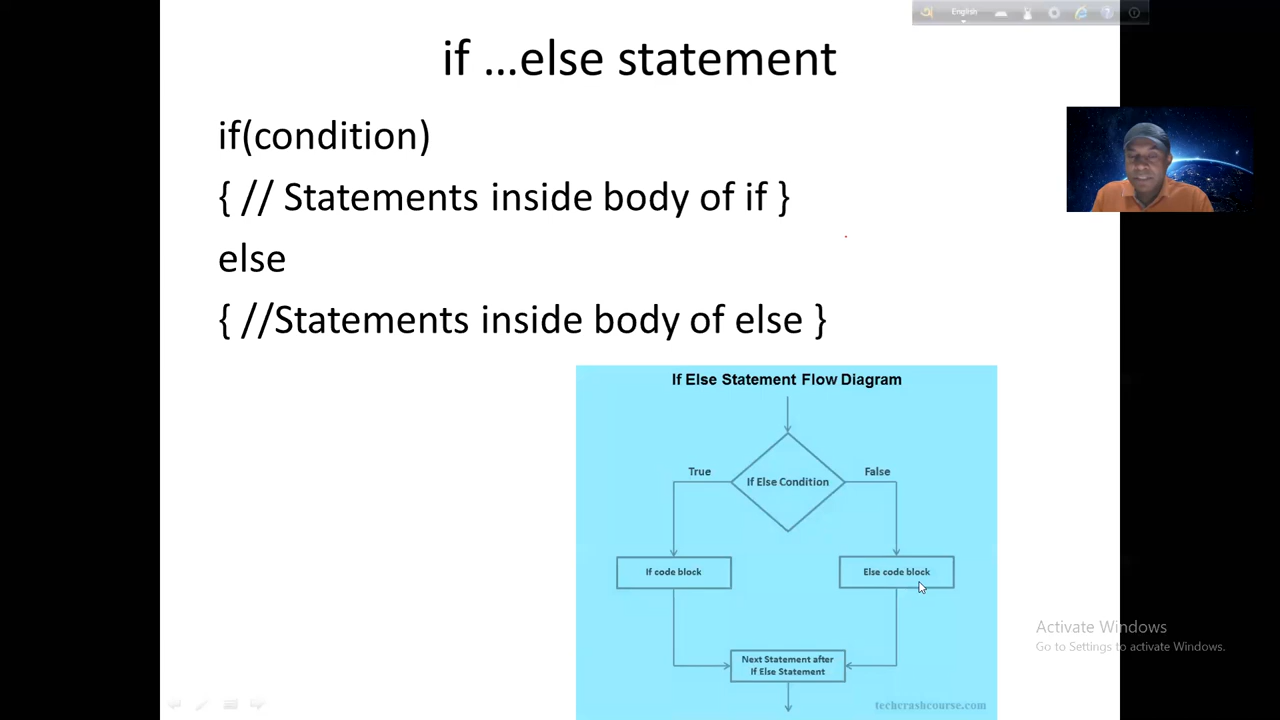 English
if ...else statement
if(condition)
{ // Statements inside body of if }
else
{ //Statements inside body of else }
If Else Statement Flow Diagram
True
False
If Else Condition
If code block
Else code block
Next Statement after
If Else Statement
techcrashcourse.com
Activate Windows
Go to Settings to activate Windows.